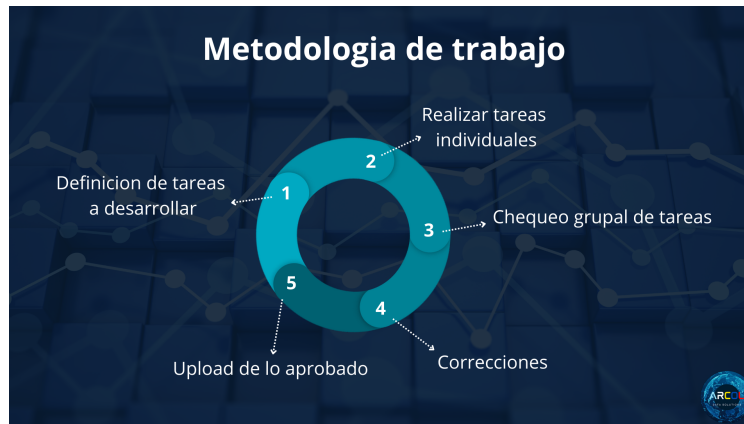 Metodologia de trabajo
1
Definicion de tareas
a desarrollar
2
Realizar tareas
individuales
3
Chequeo grupal de tareas
4
Correcciones
5
Upload de lo aprobado